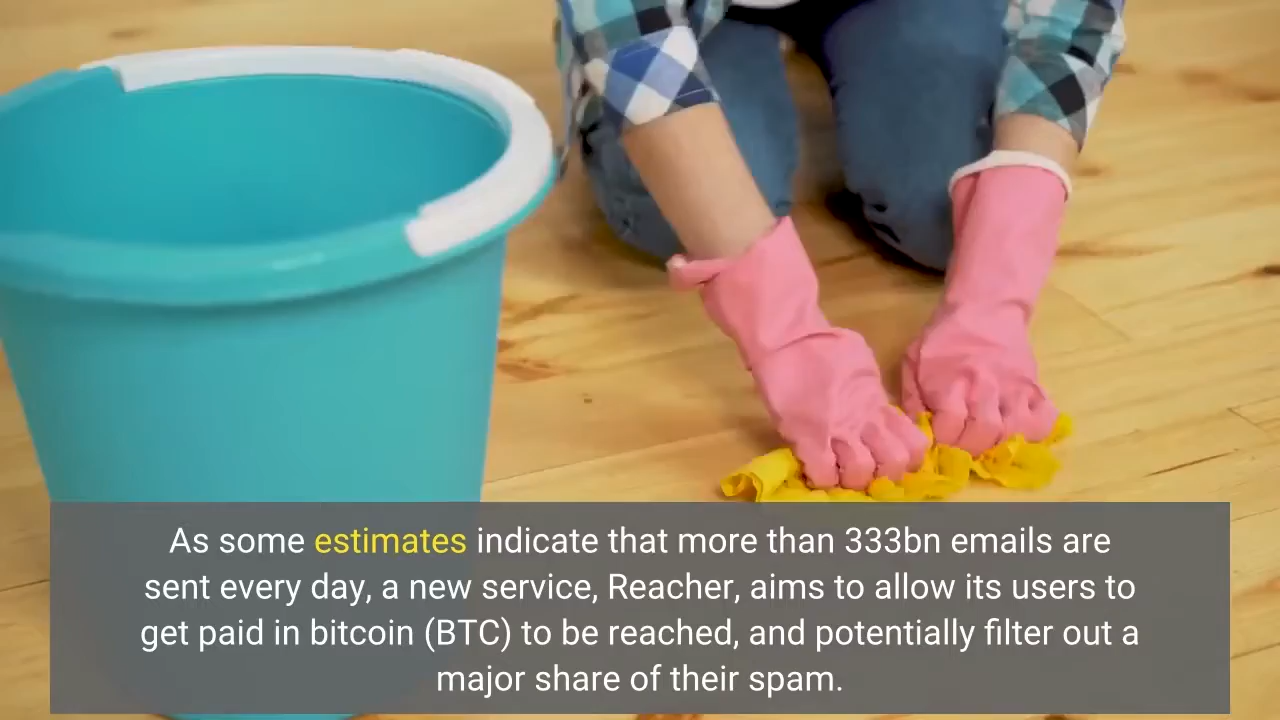 As some estimates indicate that more than 333bn emails are
sent every day, a new service, Reacher, aims to allow its users to
get paid in bitcoin (BTC) to be reached, and potentially filter out a
major share of their spam.